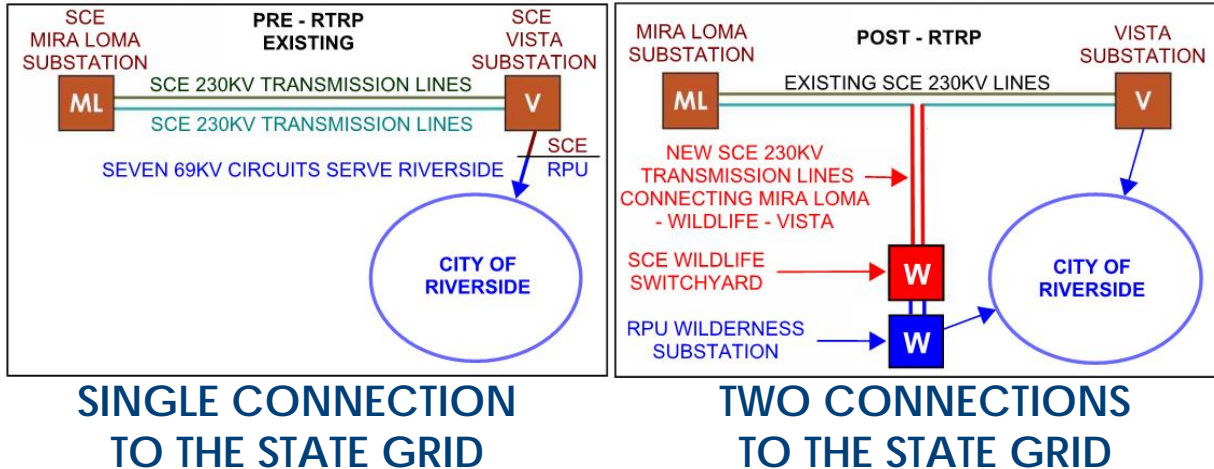 SCE
MIRA LOMA
SUBSTATION
PRE - RTRP
EXISTING
SCE
VISTA
SUBSTATION
ML
SCE 230KV TRANSMISSION LINES
SCE 230KV TRANSMISSION LINES
V
SEVEN 69KV CIRCUITS SERVE RIVERSIDE
SCE
RPU
CITY OF
RIVERSIDE
SINGLE CONNECTION
TO THE STATE GRID
MIRA LOMA
SUBSTATION
POST - RTRP
VISTA
SUBSTATION
ML
EXISTING SCE 230KV LINES
V
NEW SCE 230KV
TRANSMISSION LINES
CONNECTING MIRA LOMA
- WILDLIFE - VISTA
SCE WILDLIFE
SWITCHYARD
W
RPU WILDERNESS
SUBSTATION
W
CITY OF
RIVERSIDE
TWO CONNECTIONS
TO THE STATE GRID